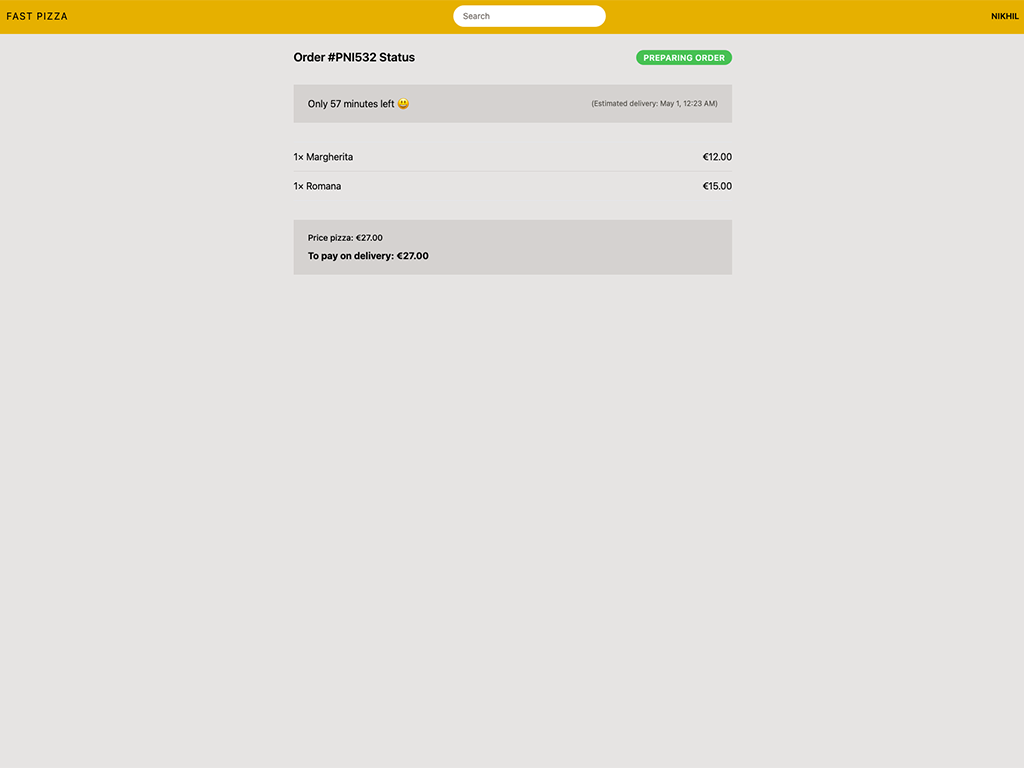 FAST PIZZA
Search
NIKHIL
Order #PNI532 Status
PREPARING ORDER
Only 57 minutes left 😃
(Estimated delivery: May 1, 12:23 AM)
1× Margherita
€12.00
1× Romana
€15.00
Price pizza: €27.00
To pay on delivery: €27.00